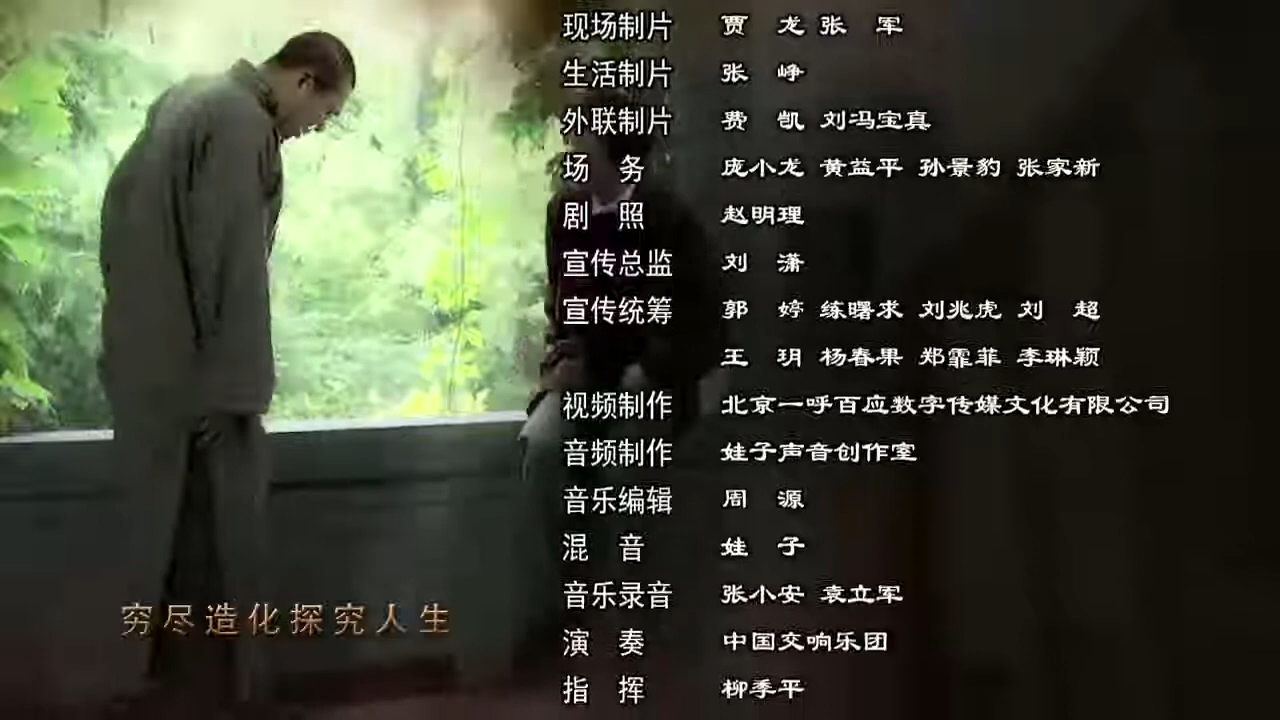 现场制片 贾 龙 张 军
生活制片 张 峥
外联制片 费 凯 刘冯宝真
场 务 庞小龙 黄益平 孙景豹 张家新
剧 照 赵明理
宣传总监 刘 潇
宣传统筹 郭 婷 练曙求 刘兆虎 刘 超
王 玥 杨春果 郑霏菲 李琳颖
视频制作 北京一呼百应数字传媒文化有限公司
音频制作 娃子声音创作室
音乐编辑 周 源
混 音 娃 子
音乐录音 张小安 袁立军
演 奏 中国交响乐团
指 挥 柳季平
穷尽造化探究人生